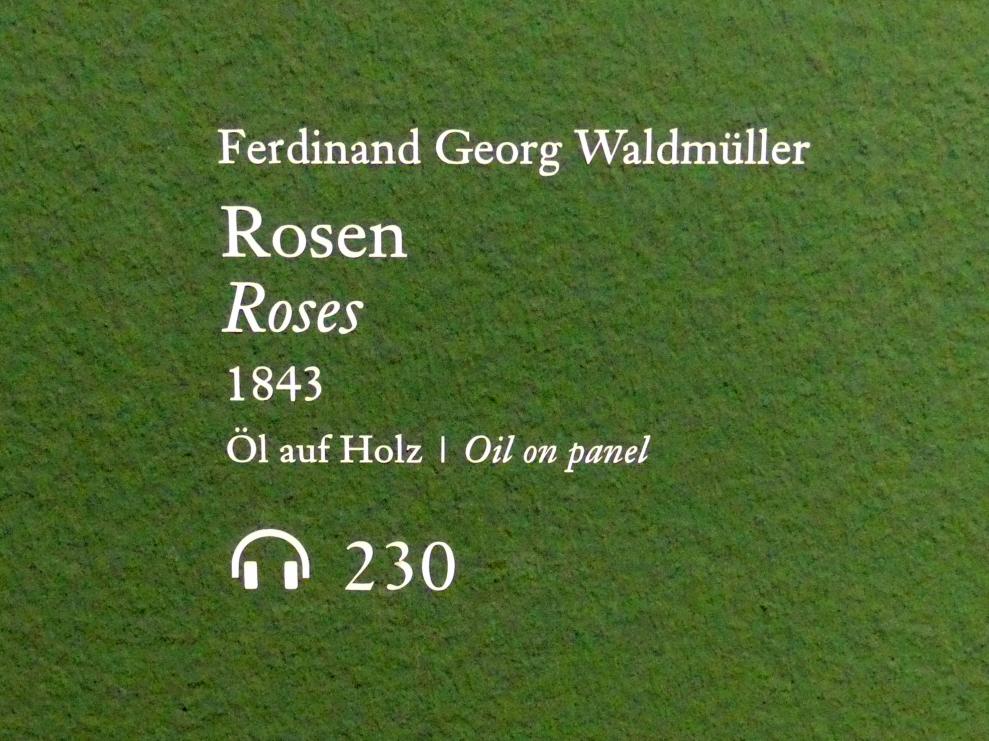 Ferdinand Georg Waldmüller
Rosen
Roses
1843
Öl auf Holz | Oil on panel
230